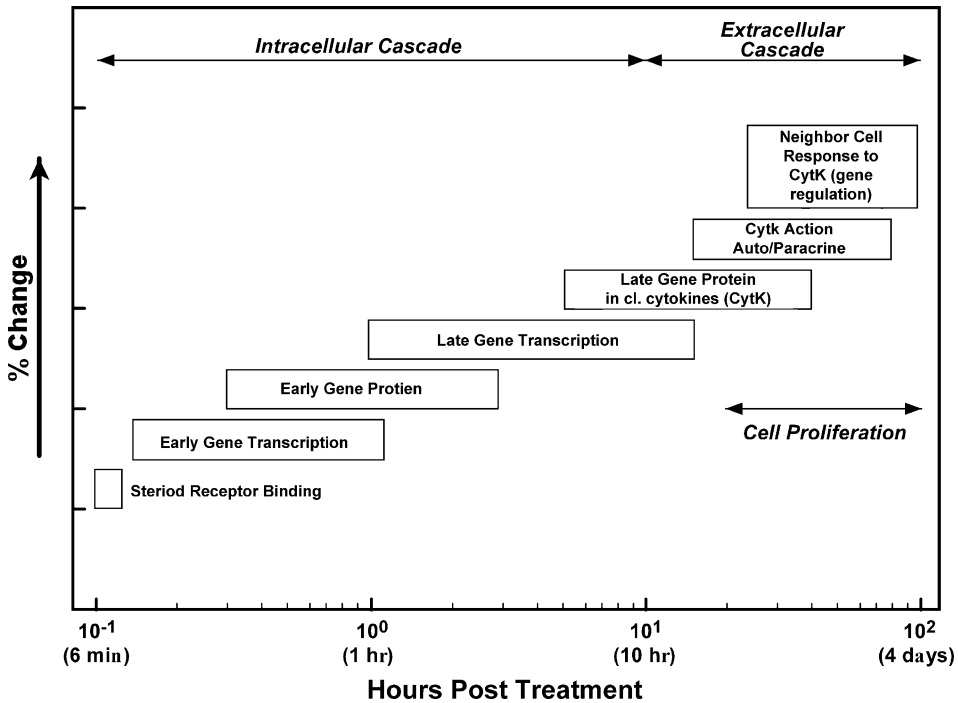 Intracellular Cascade
Extracellular
Cascade
Neighbor Cell
Response to
CytK (gene
regulation)
Cytk Action
Auto/Paracrine
Late Gene Protein
in cl. cytokines (CytK)
Late Gene Transcription
Early Gene Protien
Cell Proliferation
Early Gene Transcription
Steriod Receptor Binding
% Change
10⁻¹ 10⁰ 10¹ 10²
(6 min) (1 hr) (10 hr) (4 days)
Hours Post Treatment